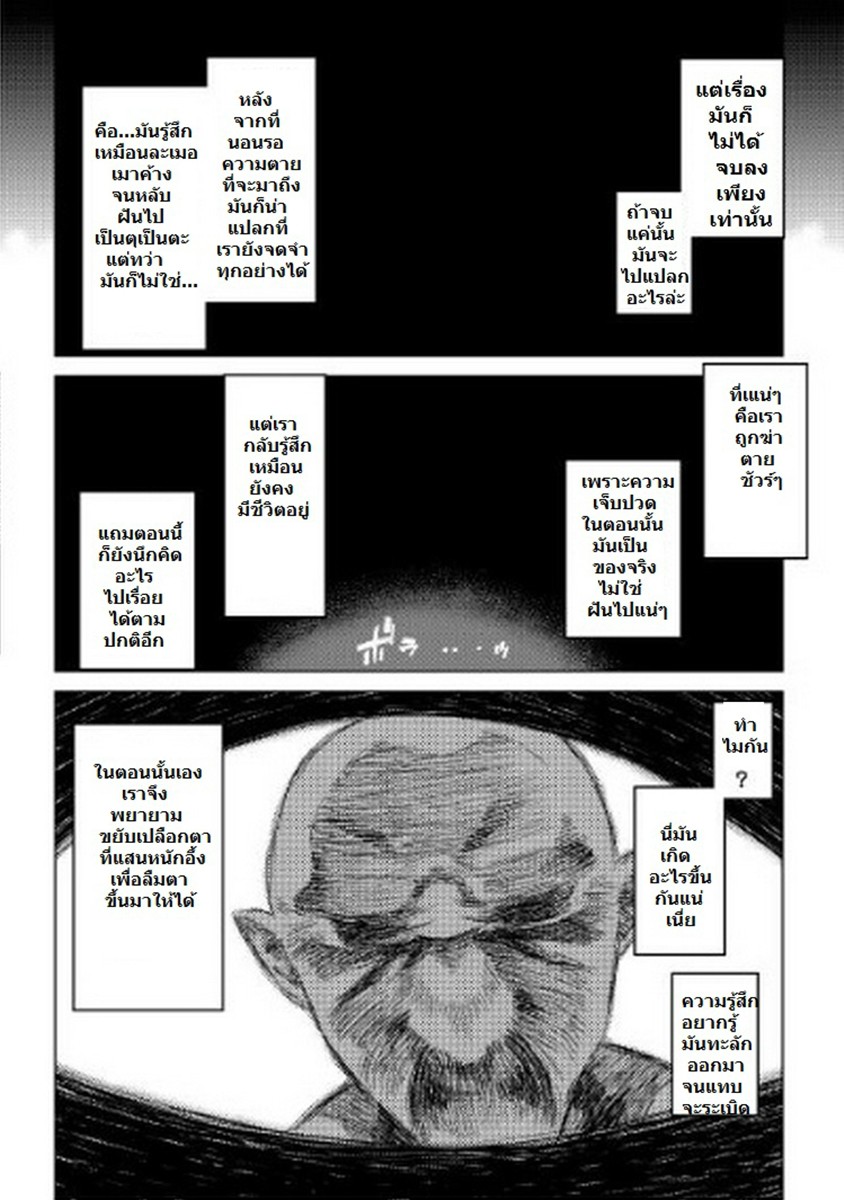 แต่เรื่อง
มันก็
ไม่ได้
จบลง
เพียง
เท่านั้น
ถ้าจบ
แค่นั้น
มันจะ
ไปแปลก
อะไรล่ะ
หลัง
จากที่
นอนรอ
ความตาย
ที่จะมาถึง
มันก็น่า
แปลกที่
เรายังจดจำ
ทุกอย่างได้
คือ...มันรู้สึก
เหมือนละเมอ
เมาค้าง
จนหลับ
ฝันไป
เป็นตุเป็นตะ
แต่ทว่า
มันก็ไม่ใช่...
ที่แน่ๆ
คือเรา
ถูกฆ่า
ตาย
ชัวร์ๆ
เพราะความ
เจ็บปวด
ในตอนนั้น
มันเป็น
ของจริง
ไม่ใช่
ฝันไปแน่ๆ
แต่เรา
กลับรู้สึก
เหมือน
ยังคง
มีชีวิตอยู่
แถมตอนนี้
ก็ยังนึกคิด
อะไร
ไปเรื่อย
ได้ตาม
ปกติอีก
ทำ
ไมกัน
?
นี่มัน
เกิด
อะไรขึ้น
กันแน่
เนี่ย
ความรู้สึก
อยากรู้
มันทะลัก
ออกมา
จนแทบ
จะระเบิด
ในตอนนั้นเอง
เราจึง
พยายาม
ขยับเปลือกตา
ที่แสนหนักอึ้ง
เพื่อลืมตา
ขึ้นมาให้ได้